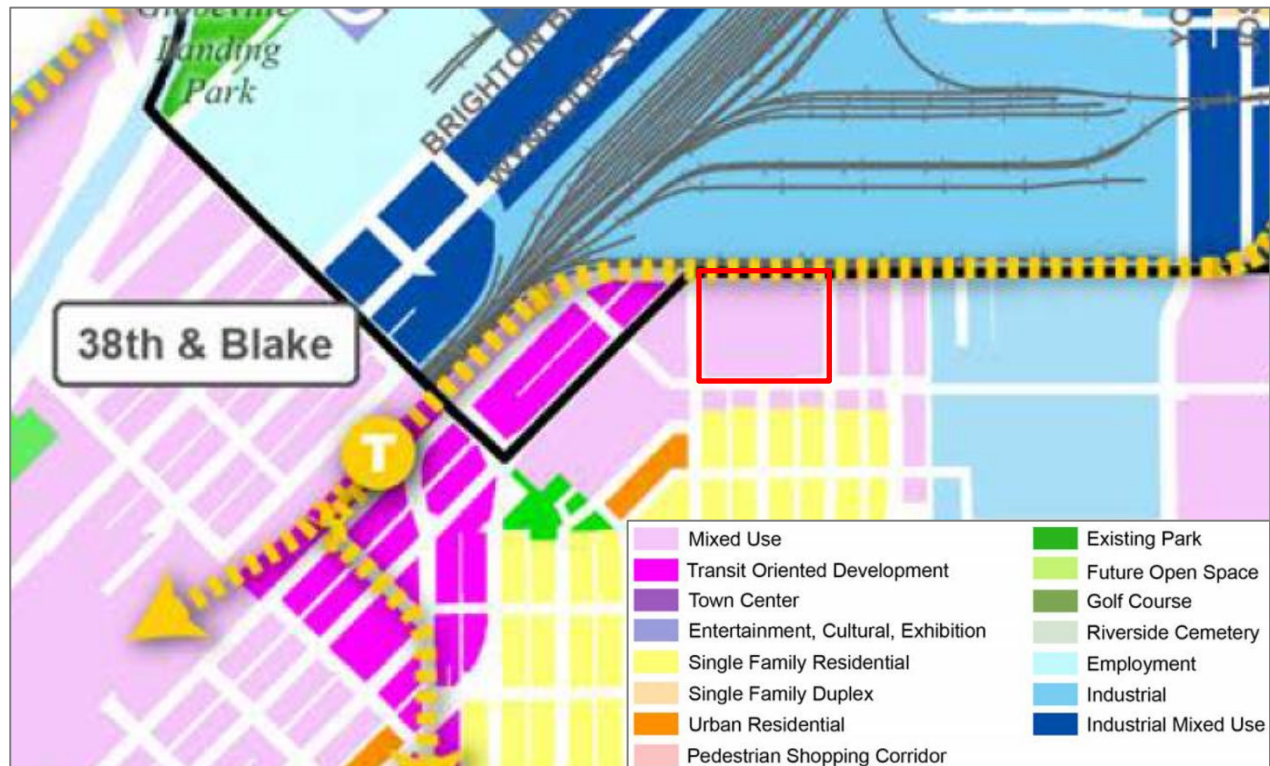 Landing
Park
BRIGHTON
WYNKOOP ST
38th & Blake
T
Mixed Use
Transit Oriented Development
Town Center
Entertainment, Cultural, Exhibition
Single Family Residential
Single Family Duplex
Urban Residential
Pedestrian Shopping Corridor
Existing Park
Future Open Space
Golf Course
Riverside Cemetery
Employment
Industrial
Industrial Mixed Use